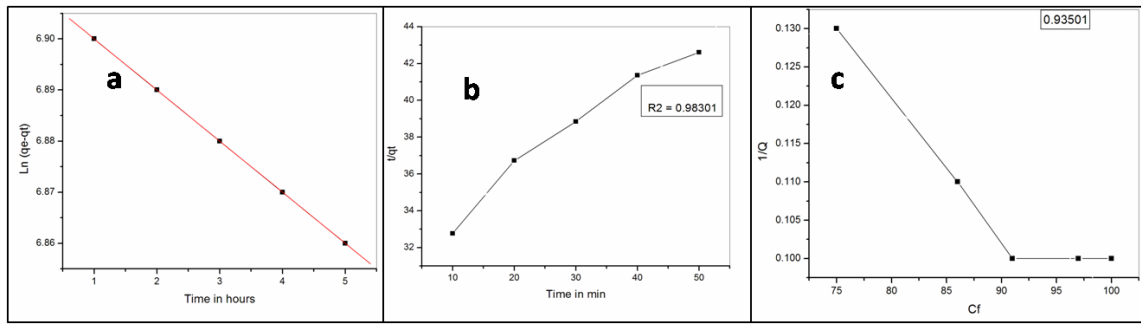 a
Ln (qe-qt)
6.90
6.89
6.88
6.87
6.86
1 2 3 4 5
Time in hours
b
t/qt
44
42
40
38
36
34
32
R2 = 0.98301
10 20 30 40 50
Time in min
c
0.93501
1/Q
0.130
0.125
0.120
0.115
0.110
0.105
0.100
75 80 85 90 95 100
Cf